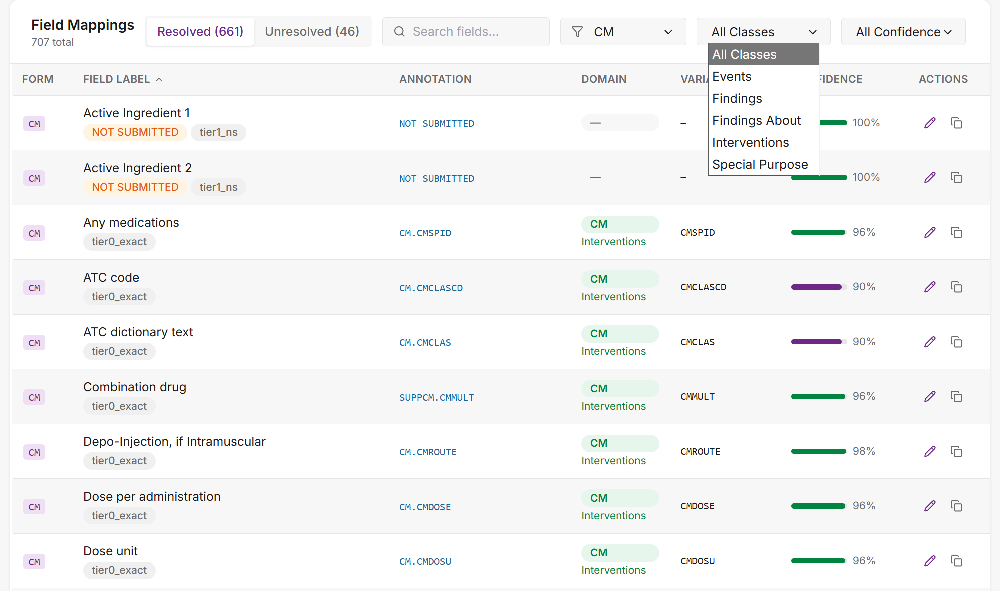 Field Mappings
707 total
Resolved (661)
Unresolved (46)
Search fields...
CM
All Classes
All Confidence
All Classes
Events
Findings
Findings About
Interventions
Special Purpose
FORM FIELD LABEL ANNOTATION DOMAIN VARIA FIDENCE ACTIONS
CM Active Ingredient 1 NOT SUBMITTED — – 100%
NOT SUBMITTED tier1_ns
CM Active Ingredient 2 NOT SUBMITTED — – 100%
NOT SUBMITTED tier1_ns
CM Any medications CM.CMSPID CM CMSPID 96%
tier0_exact Interventions
CM ATC code CM.CMCLASCD CM CMCLASCD 90%
tier0_exact Interventions
CM ATC dictionary text CM.CMCLAS CM CMCLAS 90%
tier0_exact Interventions
CM Combination drug SUPPCM.CMMULT CM CMMULT 96%
tier0_exact Interventions
CM Depo-Injection, if Intramuscular CM.CMROUTE CM CMROUTE 98%
tier0_exact Interventions
CM Dose per administration CM.CMDOSE CM CMDOSE 96%
tier0_exact Interventions
CM Dose unit CM.CMDOSU CM CMDOSU 96%
tier0_exact Interventions